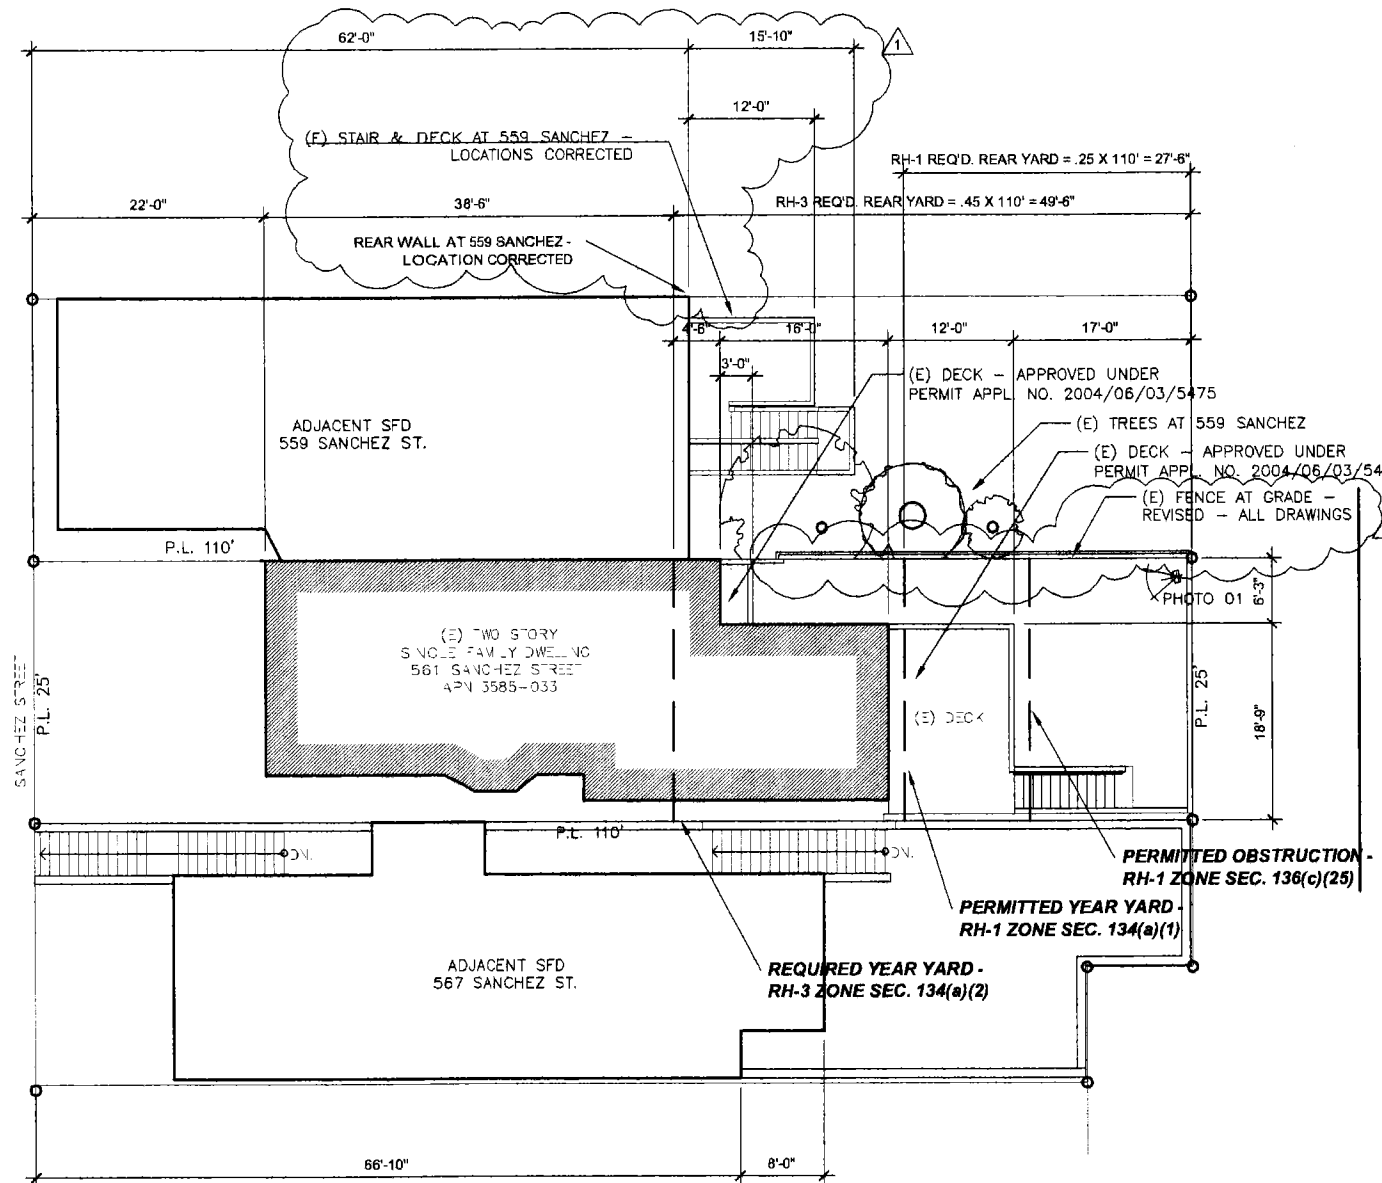 62'-0"
15'-10"
1
12'-0"
(E) STAIR & DECK AT 559 SANCHEZ –
LOCATIONS CORRECTED
RH-1 REQ'D. REAR YARD = .25 X 110' = 27'-6"
22'-0"
38'-6"
RH-3 REQ'D. REAR YARD = .45 X 110' = 49'-6"
REAR WALL AT 559 SANCHEZ -
LOCATION CORRECTED
4'-6"
16'-0"
12'-0"
17'-0"
3'-0"
(E) DECK – APPROVED UNDER
PERMIT APPL. NO. 2004/06/03/5475
ADJACENT SFD
559 SANCHEZ ST.
(E) TREES AT 559 SANCHEZ
(E) DECK – APPROVED UNDER
PERMIT APPL. NO. 2004/06/03/54
(E) FENCE AT GRADE –
REVISED – ALL DRAWINGS
P.L. 110'
PHOTO 01
6'-3"
(E) TWO STORY
SINGLE FAMILY DWELLING
561 SANCHEZ STREET
APN 3585-033
SANCHEZ STREET
P.L. 25'
(E) DECK
P.L. 25'
18'-9"
P.L. 110'
DN.
DN.
PERMITTED OBSTRUCTION -
RH-1 ZONE SEC. 136(c)(25)
PERMITTED YEAR YARD -
RH-1 ZONE SEC. 134(a)(1)
REQUIRED YEAR YARD -
RH-3 ZONE SEC. 134(a)(2)
ADJACENT SFD
567 SANCHEZ ST.
66'-10"
8'-0"